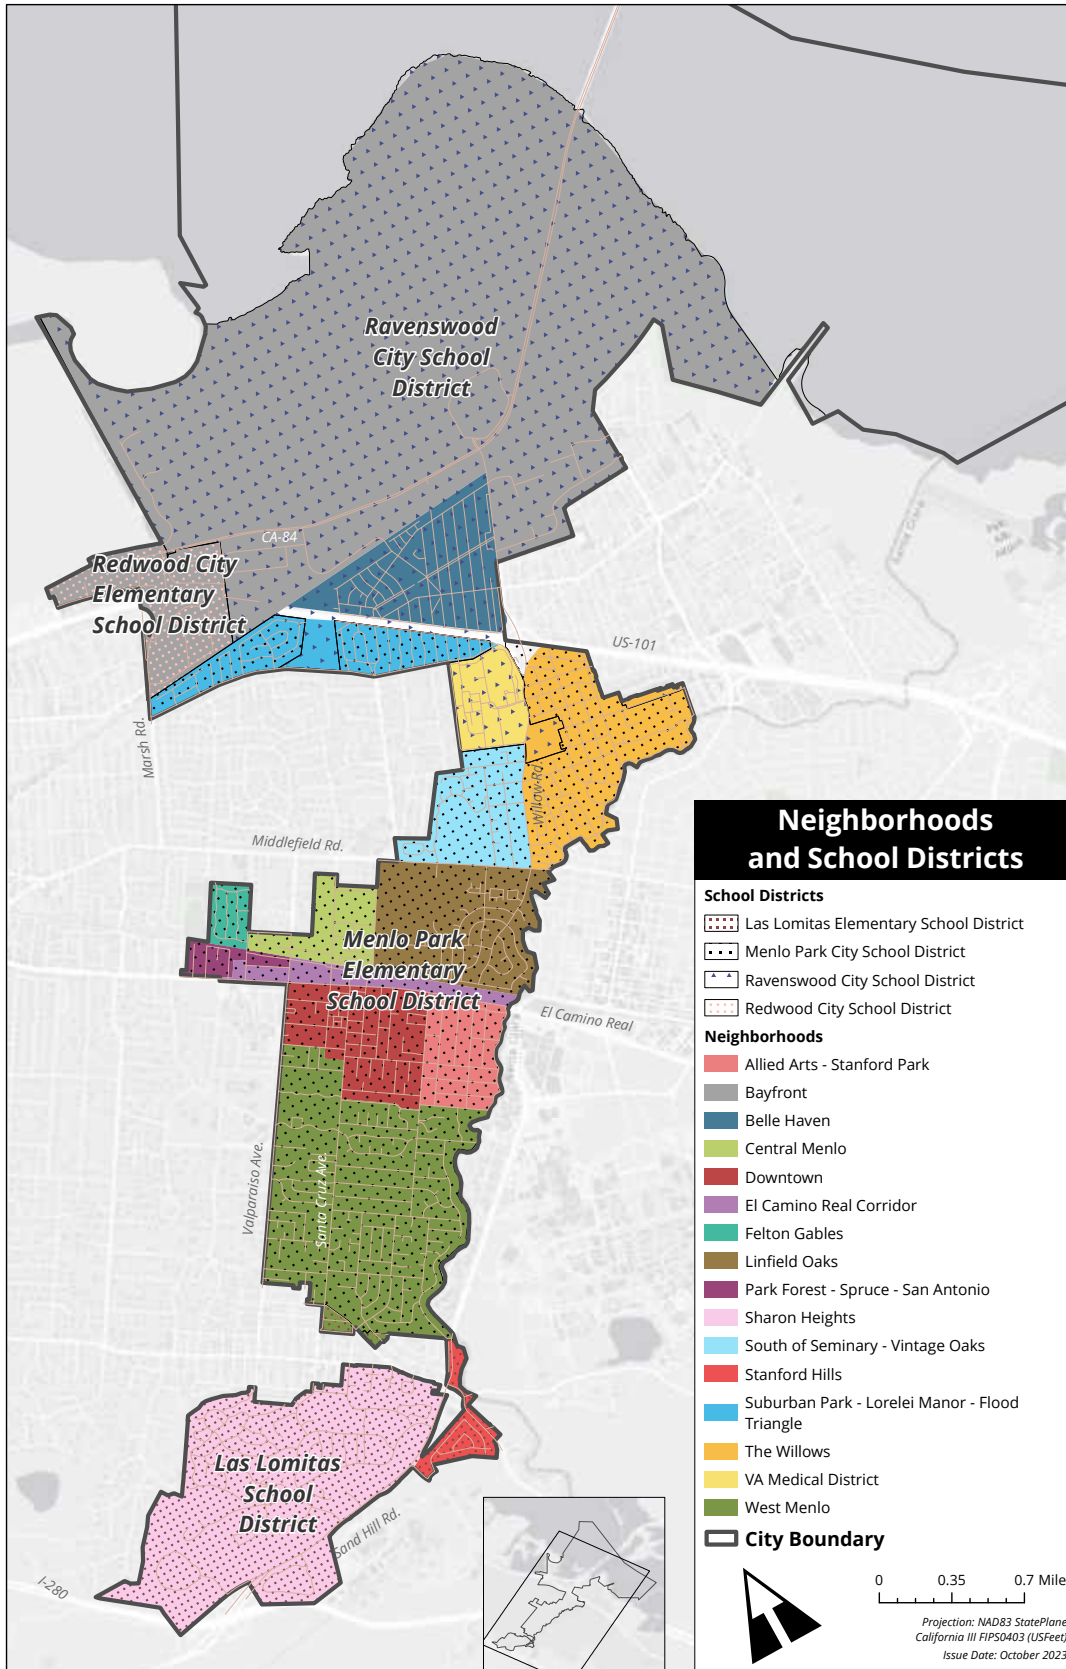 Ravenswood
City School
District
CA-84
Redwood City
Elementary
School District
US-101
Marsh Rd.
Willow Rd.
Middlefield Rd.
Menlo Park
Elementary
School District
El Camino Real
Valparaiso Ave.
Santa Cruz Ave.
Las Lomitas
School
District
Sand Hill Rd.
I-280
Neighborhoods
and School Districts
School Districts
Las Lomitas Elementary School District
Menlo Park City School District
Ravenswood City School District
Redwood City School District
Neighborhoods
Allied Arts - Stanford Park
Bayfront
Belle Haven
Central Menlo
Downtown
El Camino Real Corridor
Felton Gables
Linfield Oaks
Park Forest - Spruce - San Antonio
Sharon Heights
South of Seminary - Vintage Oaks
Stanford Hills
Suburban Park - Lorelei Manor - Flood
Triangle
The Willows
VA Medical District
West Menlo
City Boundary
0 0.35 0.7 Mile
Projection: NAD83 StatePlane
California III FIPS0403 (USFeet)
Issue Date: October 2023